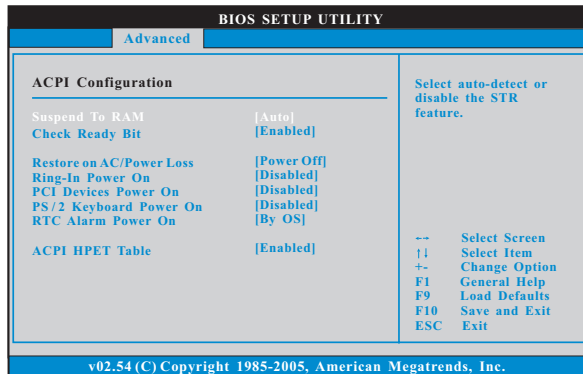 BIOS SETUP UTILITY
Advanced
ACPI Configuration
Suspend To RAM [Auto]
Check Ready Bit [Enabled]
Restore on AC/Power Loss [Power Off]
Ring-In Power On [Disabled]
PCI Devices Power On [Disabled]
PS/2 Keyboard Power On [Disabled]
RTC Alarm Power On [By OS]
ACPI HPET Table [Enabled]
Select auto-detect or
disable the STR
feature.
←→ Select Screen
↑↓ Select Item
+- Change Option
F1 General Help
F9 Load Defaults
F10 Save and Exit
ESC Exit
v02.54 (C) Copyright 1985-2005, American Megatrends, Inc.